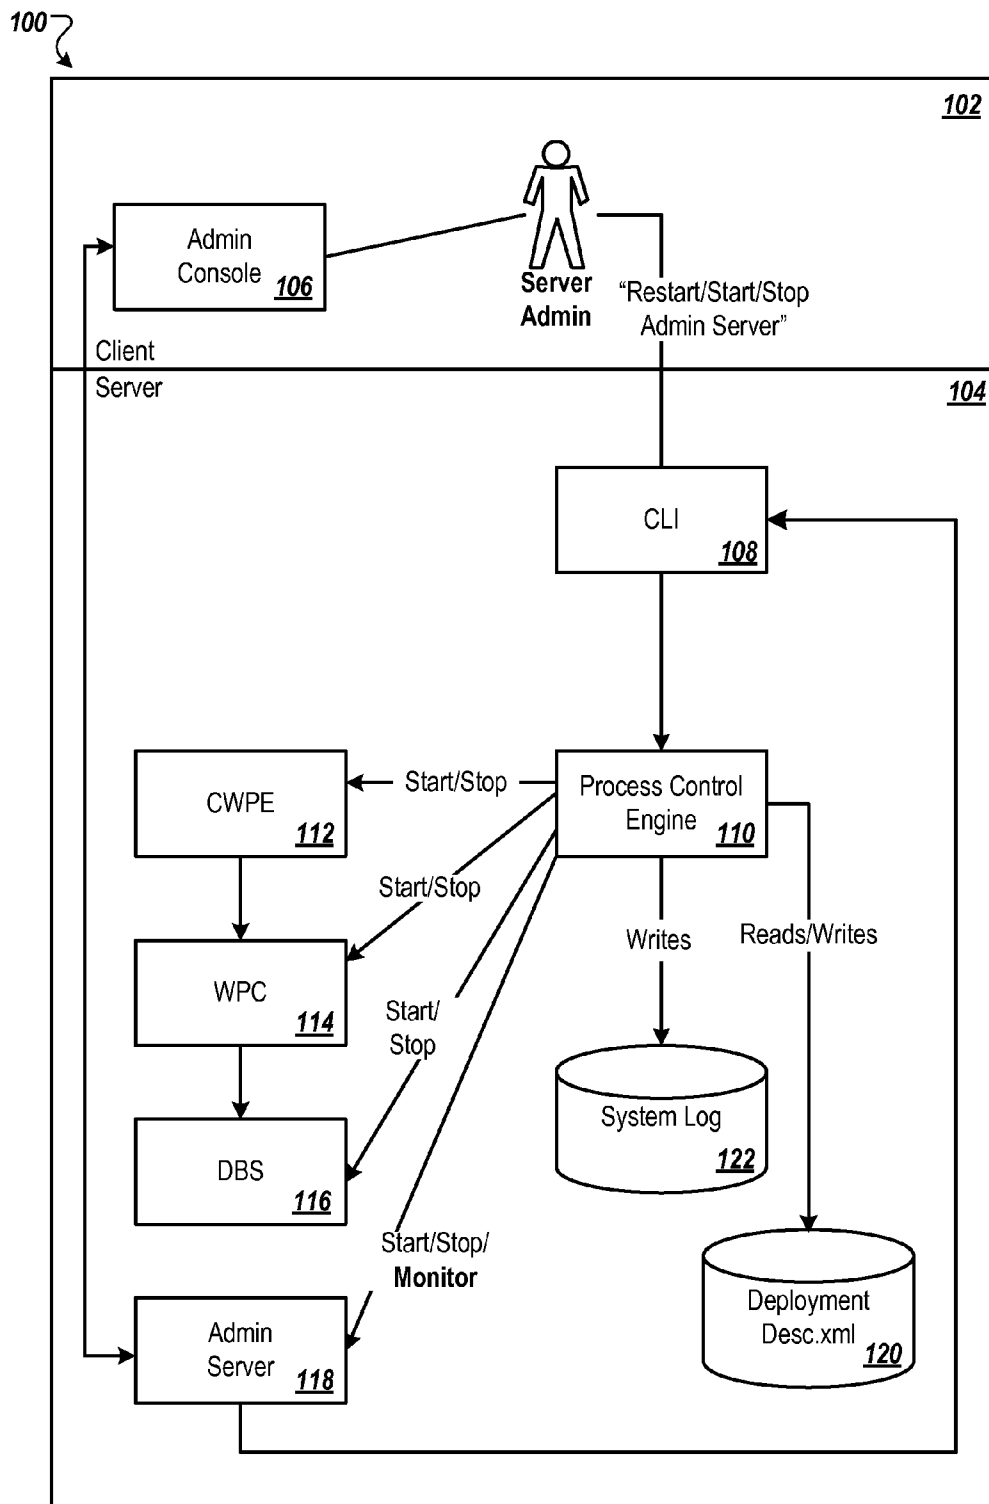 100
102
Admin
Console
106
Server
Admin
“Restart/Start/Stop
Admin Server”
Client
Server
104
CLI
108
CWPE
112
Start/Stop
Process Control
Engine
110
Start/Stop
Writes
Reads/Writes
WPC
114
Start/
Stop
System Log
122
DBS
116
Start/Stop/
Monitor
Deployment
Desc.xml
120
Admin
Server
118